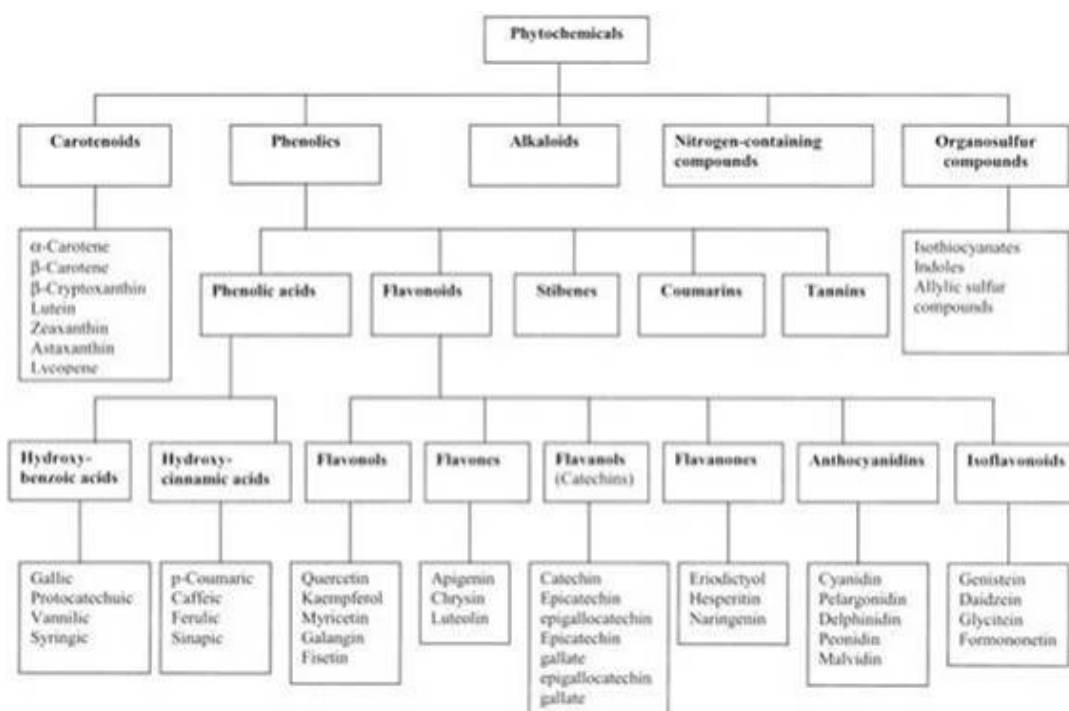 Phytochemicals
Carotenoids
Phenolics
Alkaloids
Nitrogen-containing
compounds
Organosulfur
compounds
α-Carotene
β-Carotene
β-Cryptoxanthin
Lutein
Zeaxanthin
Astaxanthin
Lycopene
Isothiocyanates
Indoles
Allylic sulfur
compounds
Phenolic acids
Flavonoids
Stibenes
Coumarins
Tannins
Hydroxy-
benzoic acids
Hydroxy-
cinnamic acids
Flavonols
Flavones
Flavanols
(Catechins)
Flavanones
Anthocyanidins
Isoflavonoids
Gallic
Protocatechuic
Vannilic
Syringic
p-Coumaric
Caffeic
Ferulic
Sinapic
Quercetin
Kaempferol
Myricetin
Galangin
Fisetin
Apigenin
Chrysin
Luteolin
Catechin
Epicatechin
epigallocatechin
Epicatechin
gallate
epigallocatechin
gallate
Eriodictyol
Hesperitin
Naringenin
Cyanidin
Pelargonidin
Delphinidin
Peonidin
Malvidin
Genistein
Daidzein
Glycitein
Formononetin